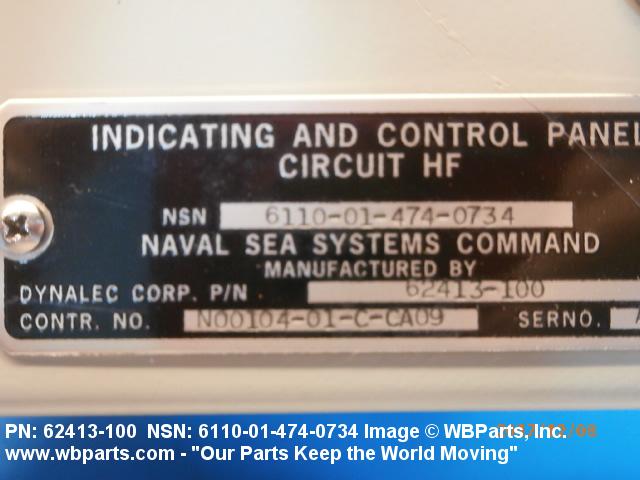 INDICATING AND CONTROL PANEL
CIRCUIT HF
NSN 6110-01-474-0734
NAVAL SEA SYSTEMS COMMAND
MANUFACTURED BY
DYNALEC CORP. P/N 62413-100
CONTR. NO. N00104-01-C-CA09 SERNO.
PN: 62413-100 NSN: 6110-01-474-0734 Image © WBParts, Inc.
www.wbparts.com - "Our Parts Keep the World Moving"